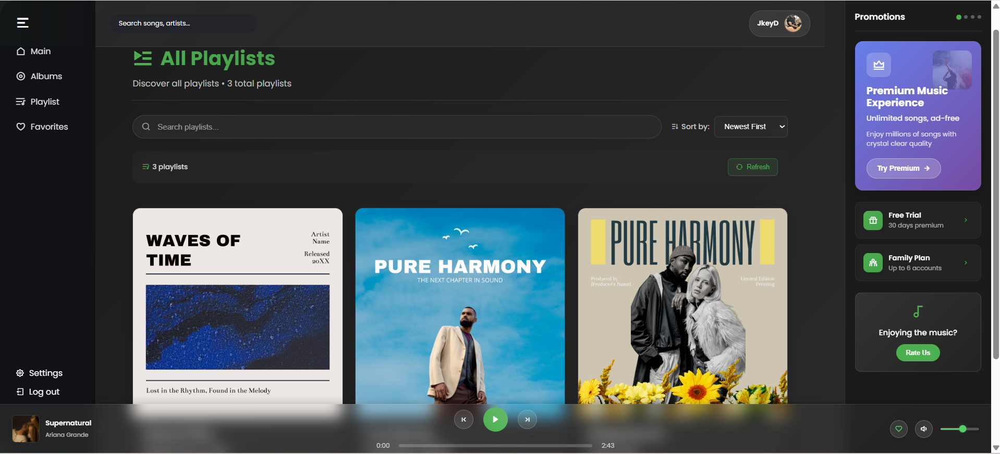 Search songs, artists...
JkeyD
Main
Albums
Playlist
Favorites
Settings
Log out
All Playlists
Discover all playlists • 3 total playlists
Search playlists...
Sort by:
Newest First
3 playlists
Refresh
WAVES OF
TIME
Artist
Name
Released
20XX
Lost in the Rhythm, Found in the Melody
PURE HARMONY
THE NEXT CHAPTER IN SOUND
PURE HARMONY
Produced by
[Producer's Name]
Limited Edition
Pressing
Promotions
Premium Music
Experience
Unlimited songs, ad-free
Enjoy millions of songs with
crystal clear quality
Try Premium →
Free Trial
30 days premium
Family Plan
Up to 6 accounts
Enjoying the music?
Rate Us
Supernatural
Ariana Grande
0:00
2:43